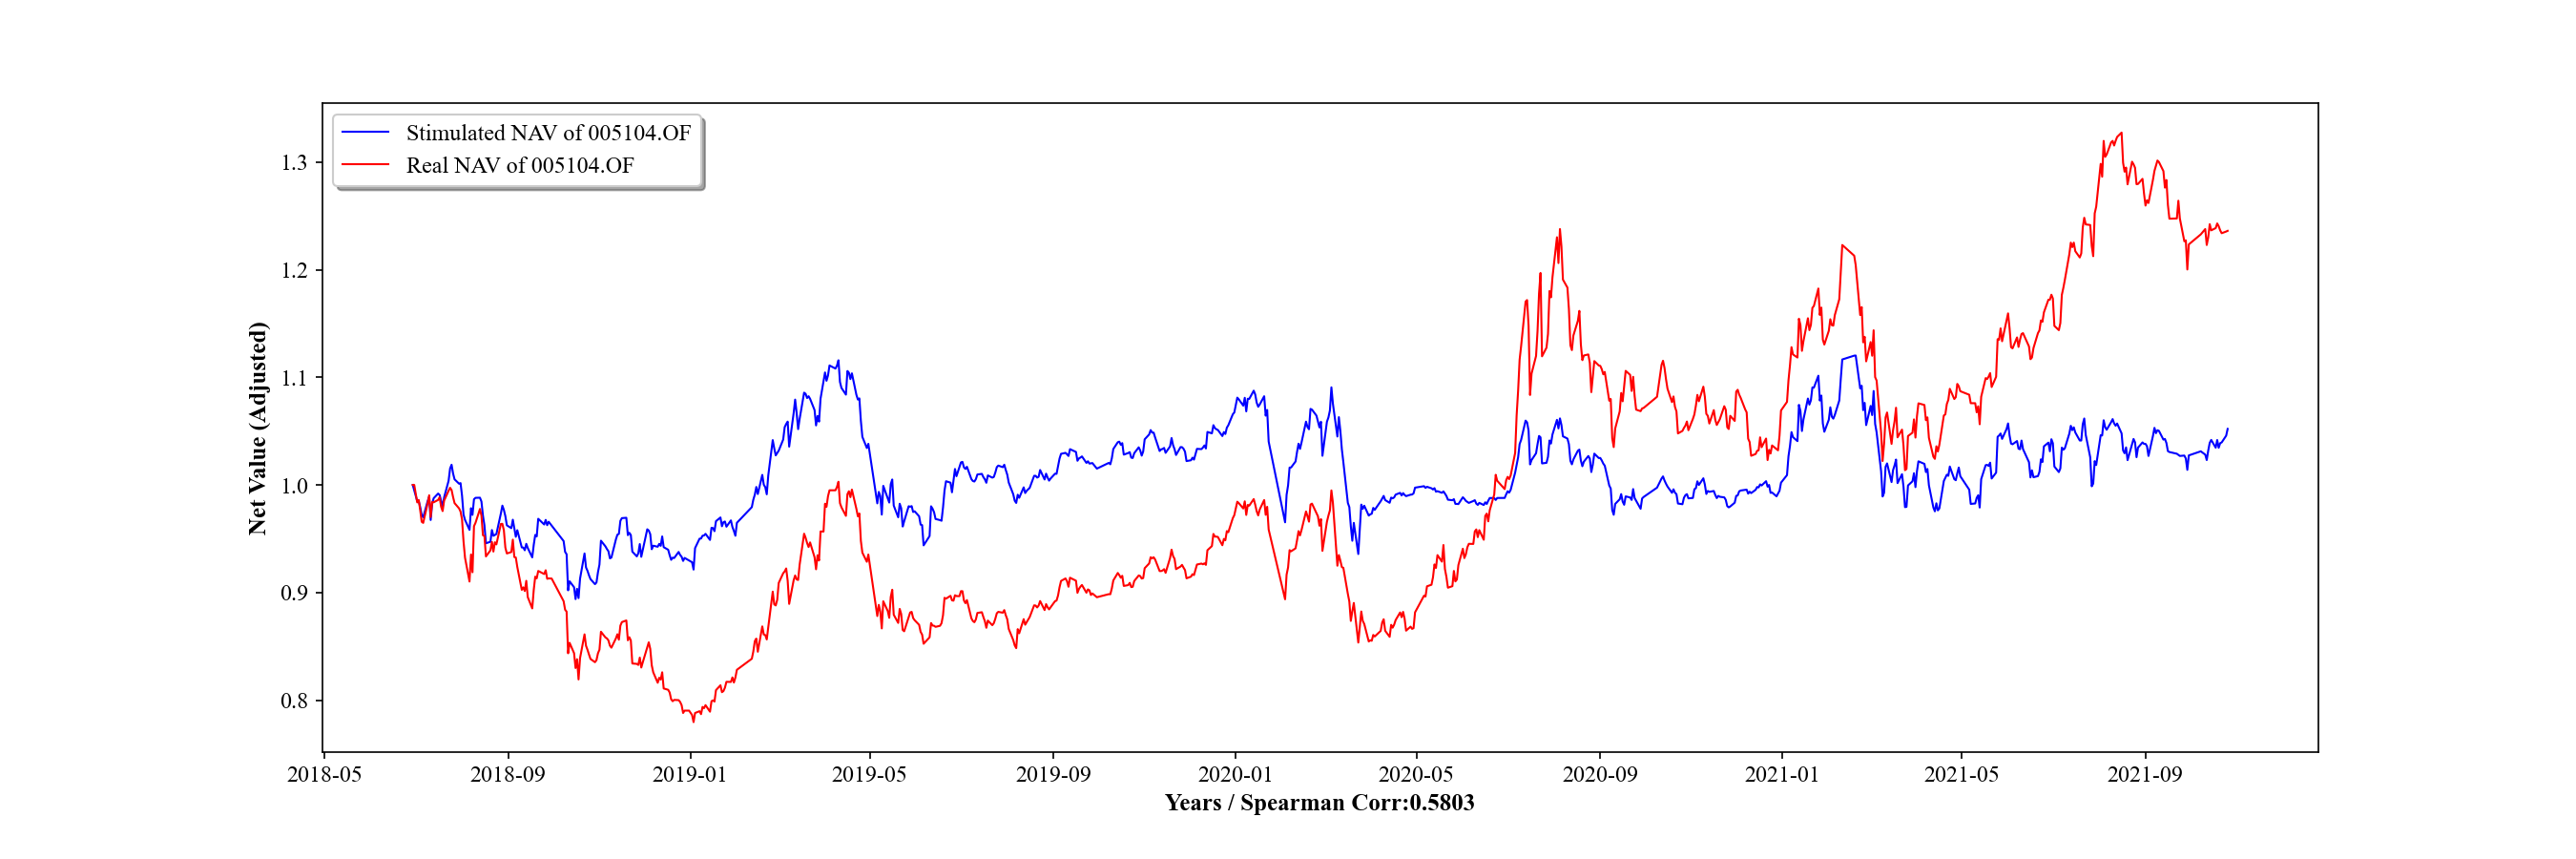 Stimulated NAV of 005104.OF
Real NAV of 005104.OF
1.3
1.2
1.1
1.0
0.9
0.8
Net Value (Adjusted)
2018-05 2018-09 2019-01 2019-05 2019-09 2020-01 2020-05 2020-09 2021-01 2021-05 2021-09
Years / Spearman Corr:0.5803